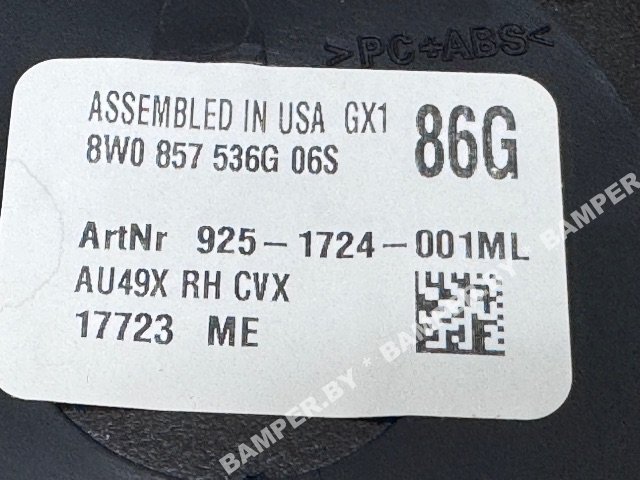 >PC+ABS<
ASSEMBLED IN USA GX1
86G
8W0 857 536G 06S
ArtNr 925-1724-001ML
AU49X RH CVX
17723 ME
BAMPER.BY * BAMPER.BY * BAMPER.BY